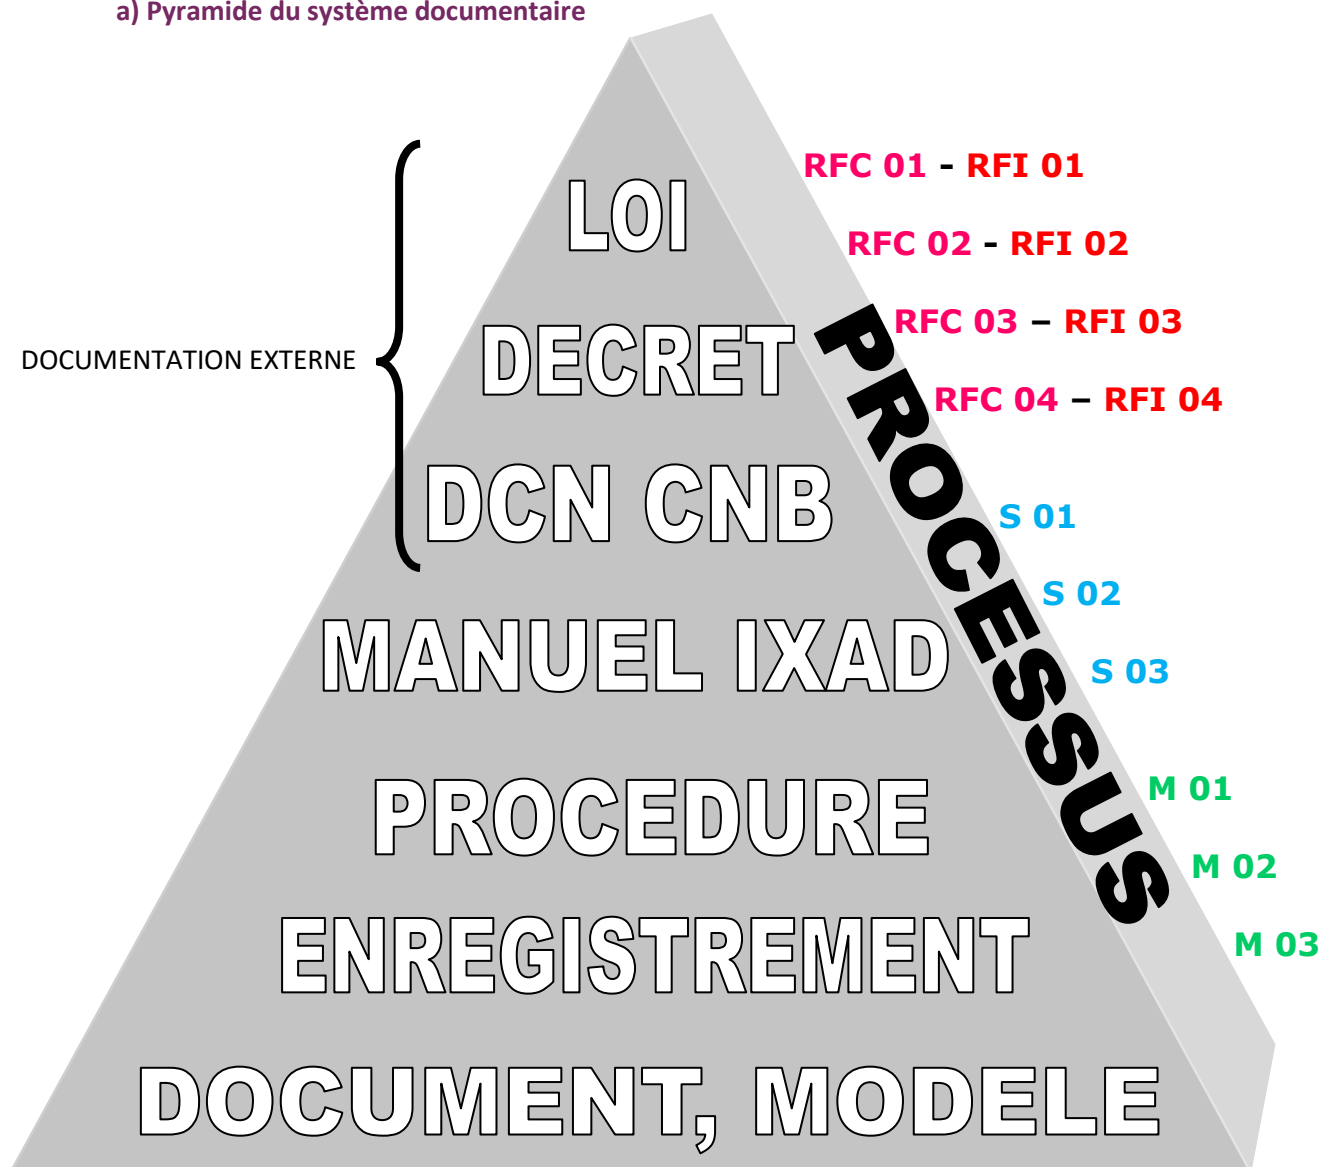 a) Pyramide du système documentaire
RFC 01 - RFI 01
LOI
RFC 02 - RFI 02
RFC 03 – RFI 03
DECRET
DOCUMENTATION EXTERNE
RFC 04 – RFI 04
PROCESSUS
DCN CNB
S 01
S 02
MANUEL IXAD
S 03
M 01
PROCEDURE
M 02
M 03
ENREGISTREMENT
DOCUMENT, MODELE